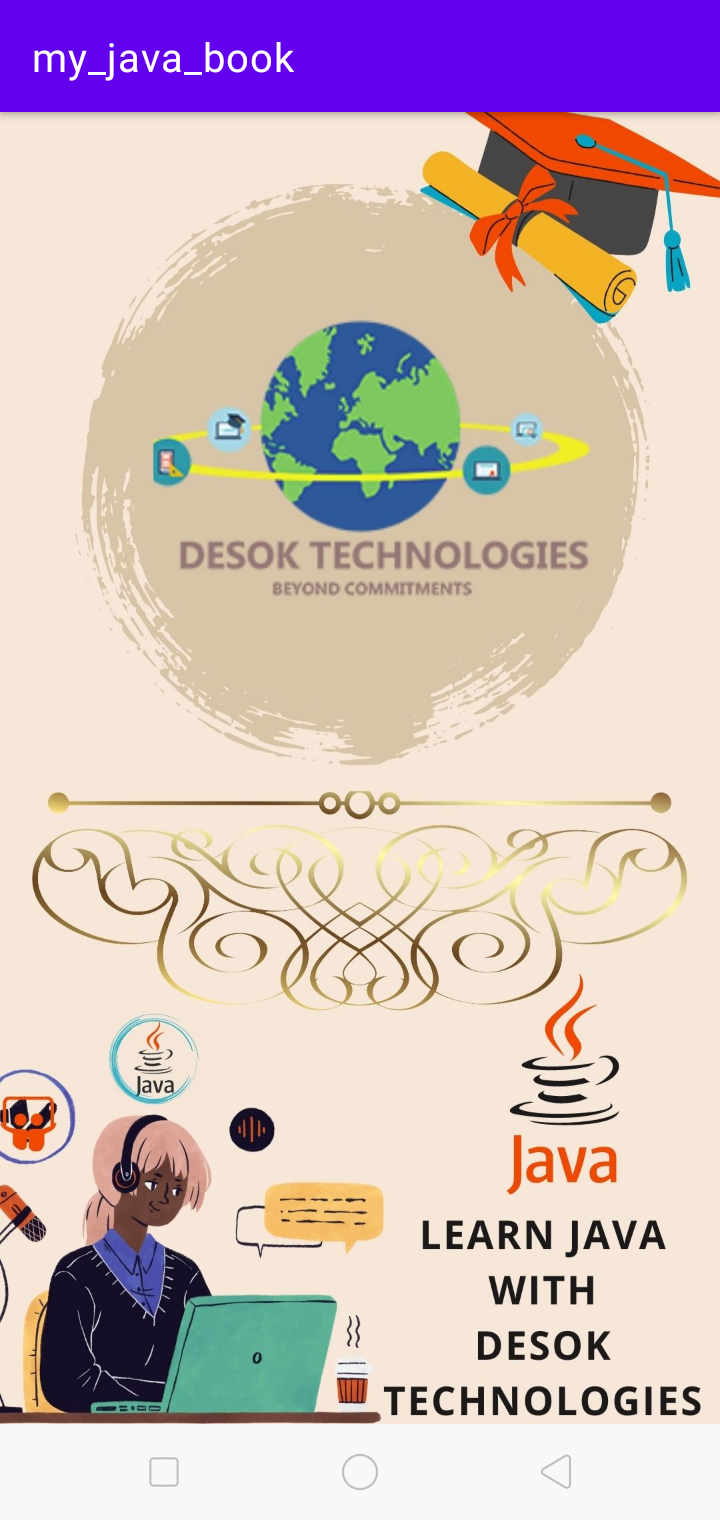 my_java_book
DESOK TECHNOLOGIES
BEYOND COMMITMENTS
Java
Java
LEARN JAVA
WITH
DESOK
TECHNOLOGIES